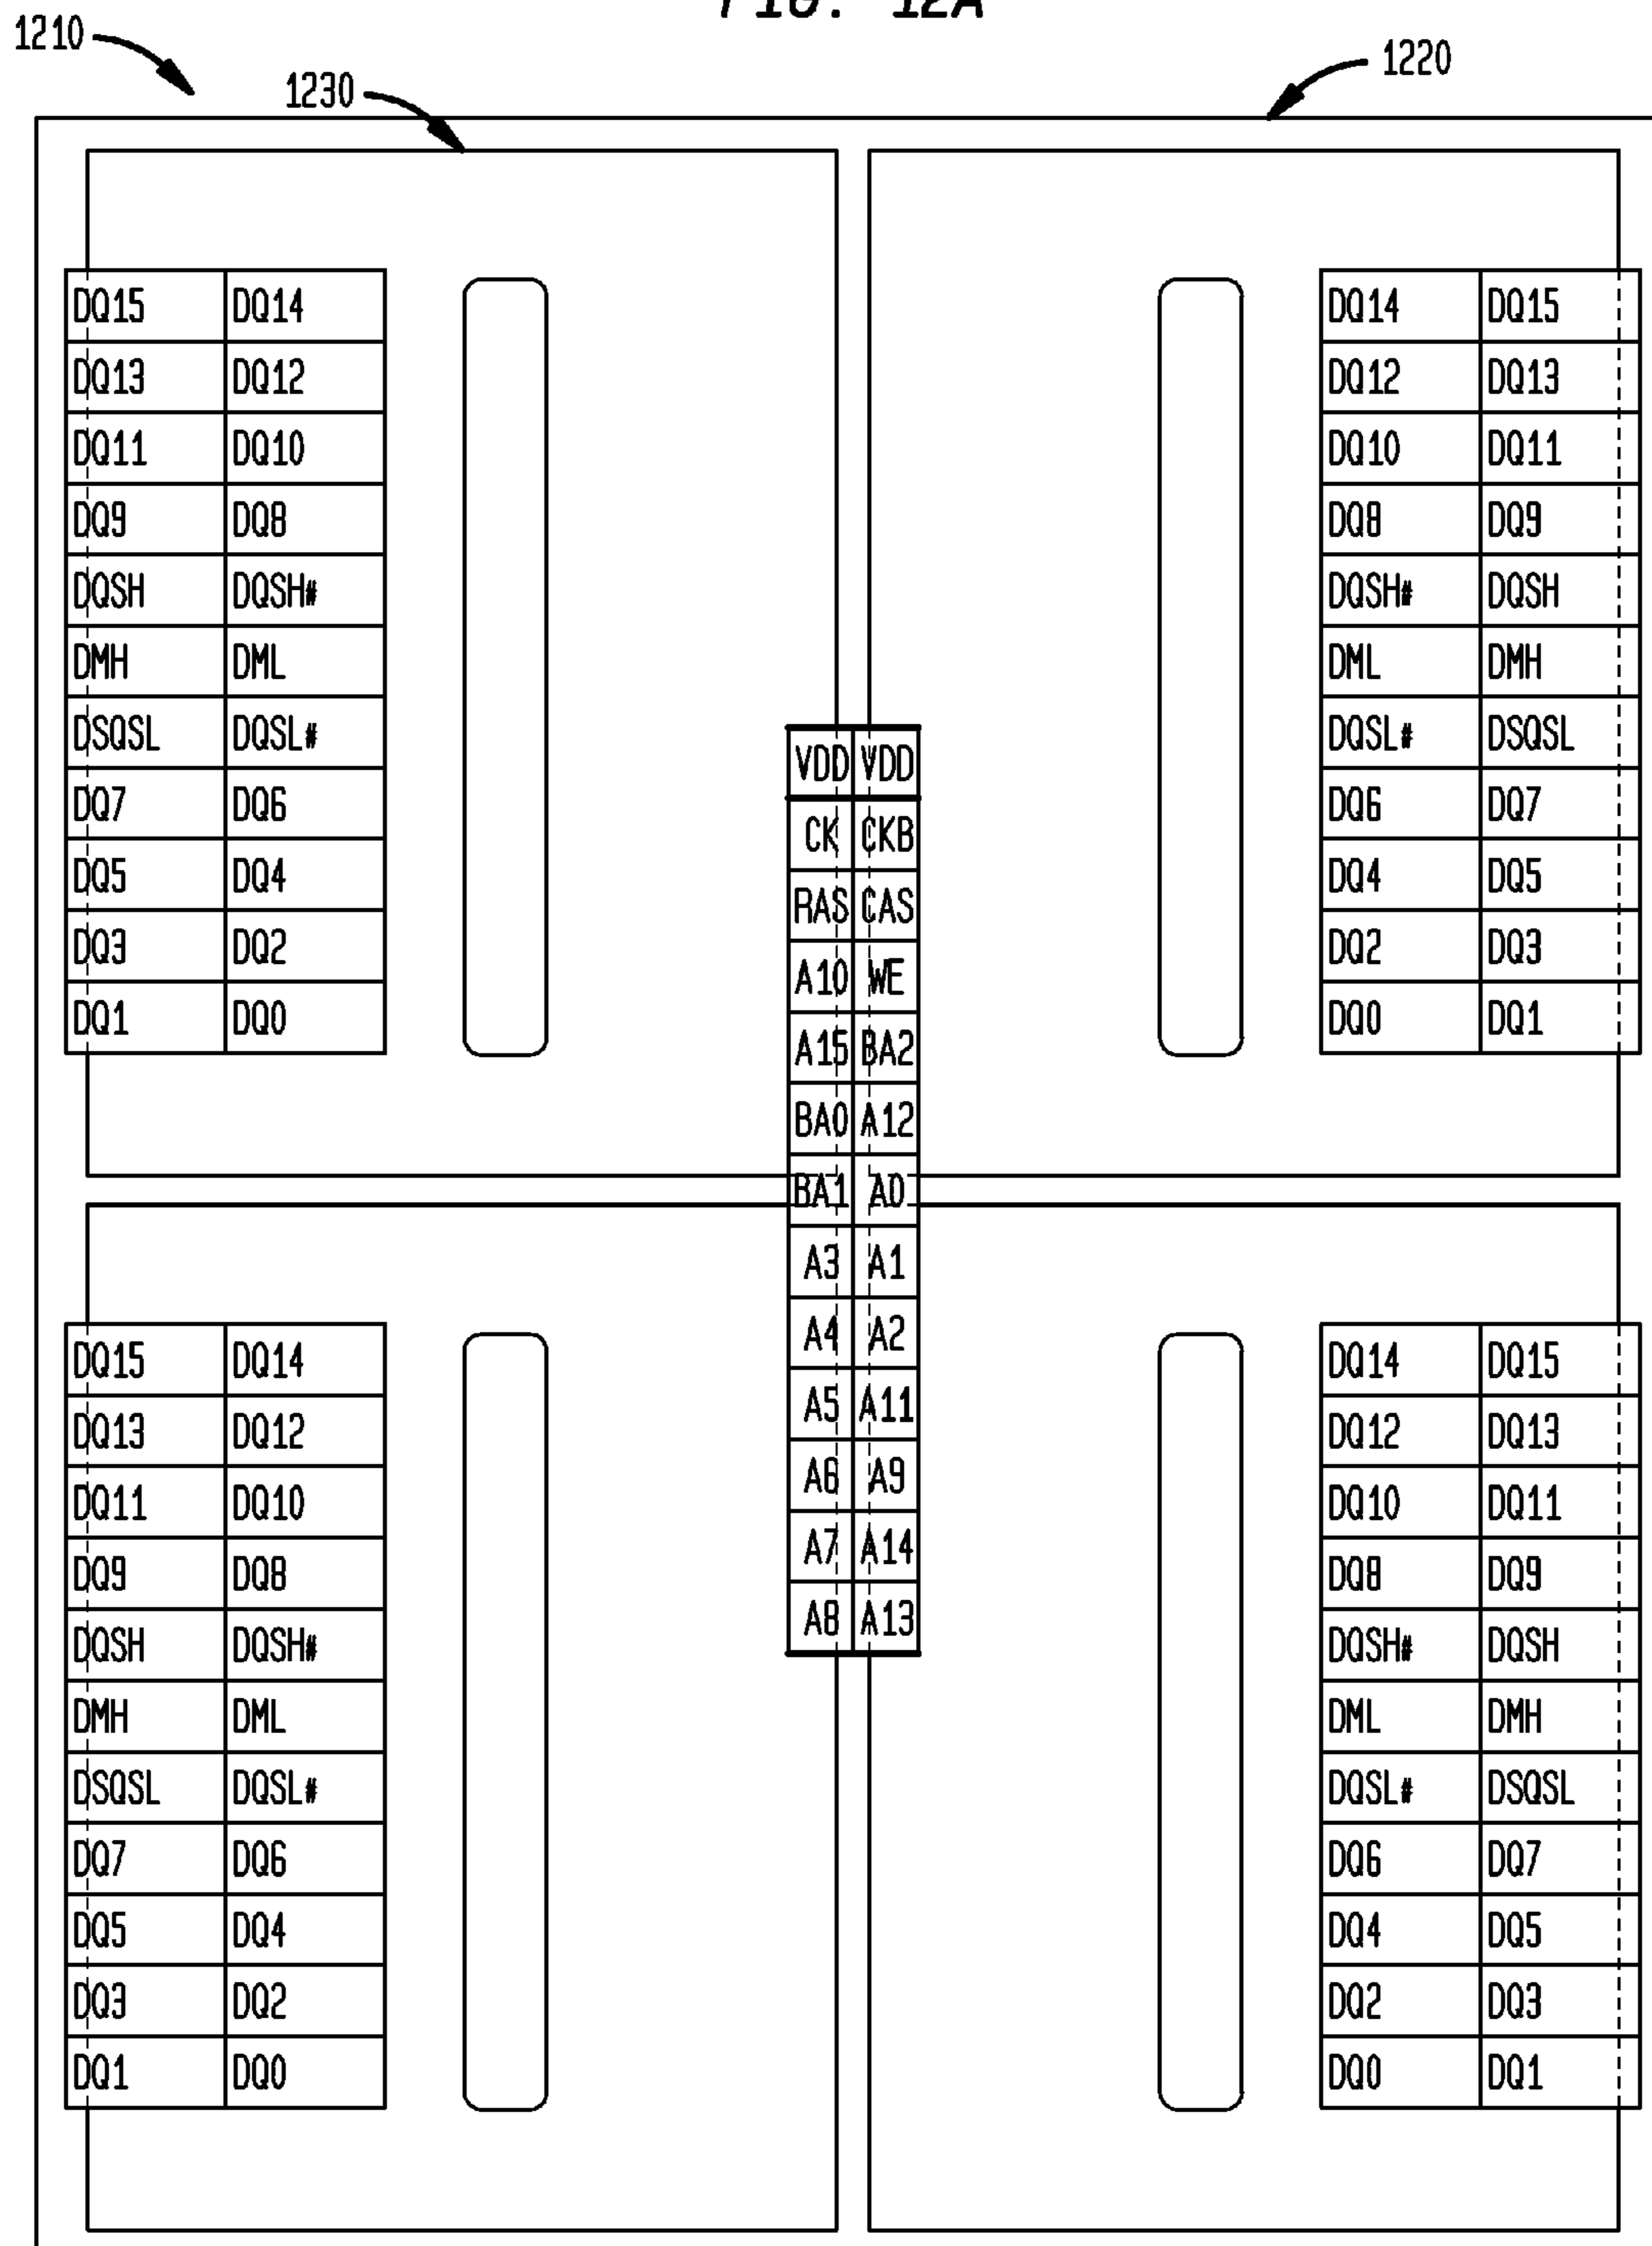 FIG. 12A
1210
1220
1230
DQ15 DQ14 DQ14 DQ15
DQ13 DQ12 DQ12 DQ13
DQ11 DQ10 DQ10 DQ11
DQ9 DQ8 DQ8 DQ9
DQSH DQSH# DQSH# DQSH
DMH DML DML DMH
DSQSL DQSL# DQSL# DSQSL
VDD VDD
DQ7 DQ6 DQ6 DQ7
CK CKB
DQ5 DQ4 DQ4 DQ5
RAS CAS
DQ3 DQ2 DQ2 DQ3
A10 WE
DQ1 DQ0 DQ0 DQ1
A15 BA2
BA0 A12
BA1 A0
A3 A1
A4 A2
DQ15 DQ14 DQ14 DQ15
A5 A11
DQ13 DQ12 DQ12 DQ13
A6 A9
DQ11 DQ10 DQ10 DQ11
A7 A14
DQ9 DQ8 DQ8 DQ9
A8 A13
DQSH DQSH# DQSH# DQSH
DMH DML DML DMH
DSQSL DQSL# DQSL# DSQSL
DQ7 DQ6 DQ6 DQ7
DQ5 DQ4 DQ4 DQ5
DQ3 DQ2 DQ2 DQ3
DQ1 DQ0 DQ0 DQ1